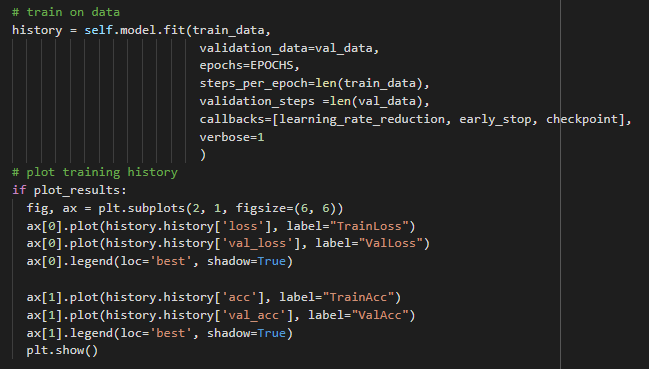 # train on data
history = self.model.fit(train_data,
validation_data=val_data,
epochs=EPOCHS,
steps_per_epoch=len(train_data),
validation_steps =len(val_data),
callbacks=[learning_rate_reduction, early_stop, checkpoint],
verbose=1
)
# plot training history
if plot_results:
fig, ax = plt.subplots(2, 1, figsize=(6, 6))
ax[0].plot(history.history['loss'], label="TrainLoss")
ax[0].plot(history.history['val_loss'], label="ValLoss")
ax[0].legend(loc='best', shadow=True)
ax[1].plot(history.history['acc'], label="TrainAcc")
ax[1].plot(history.history['val_acc'], label="ValAcc")
ax[1].legend(loc='best', shadow=True)
plt.show()